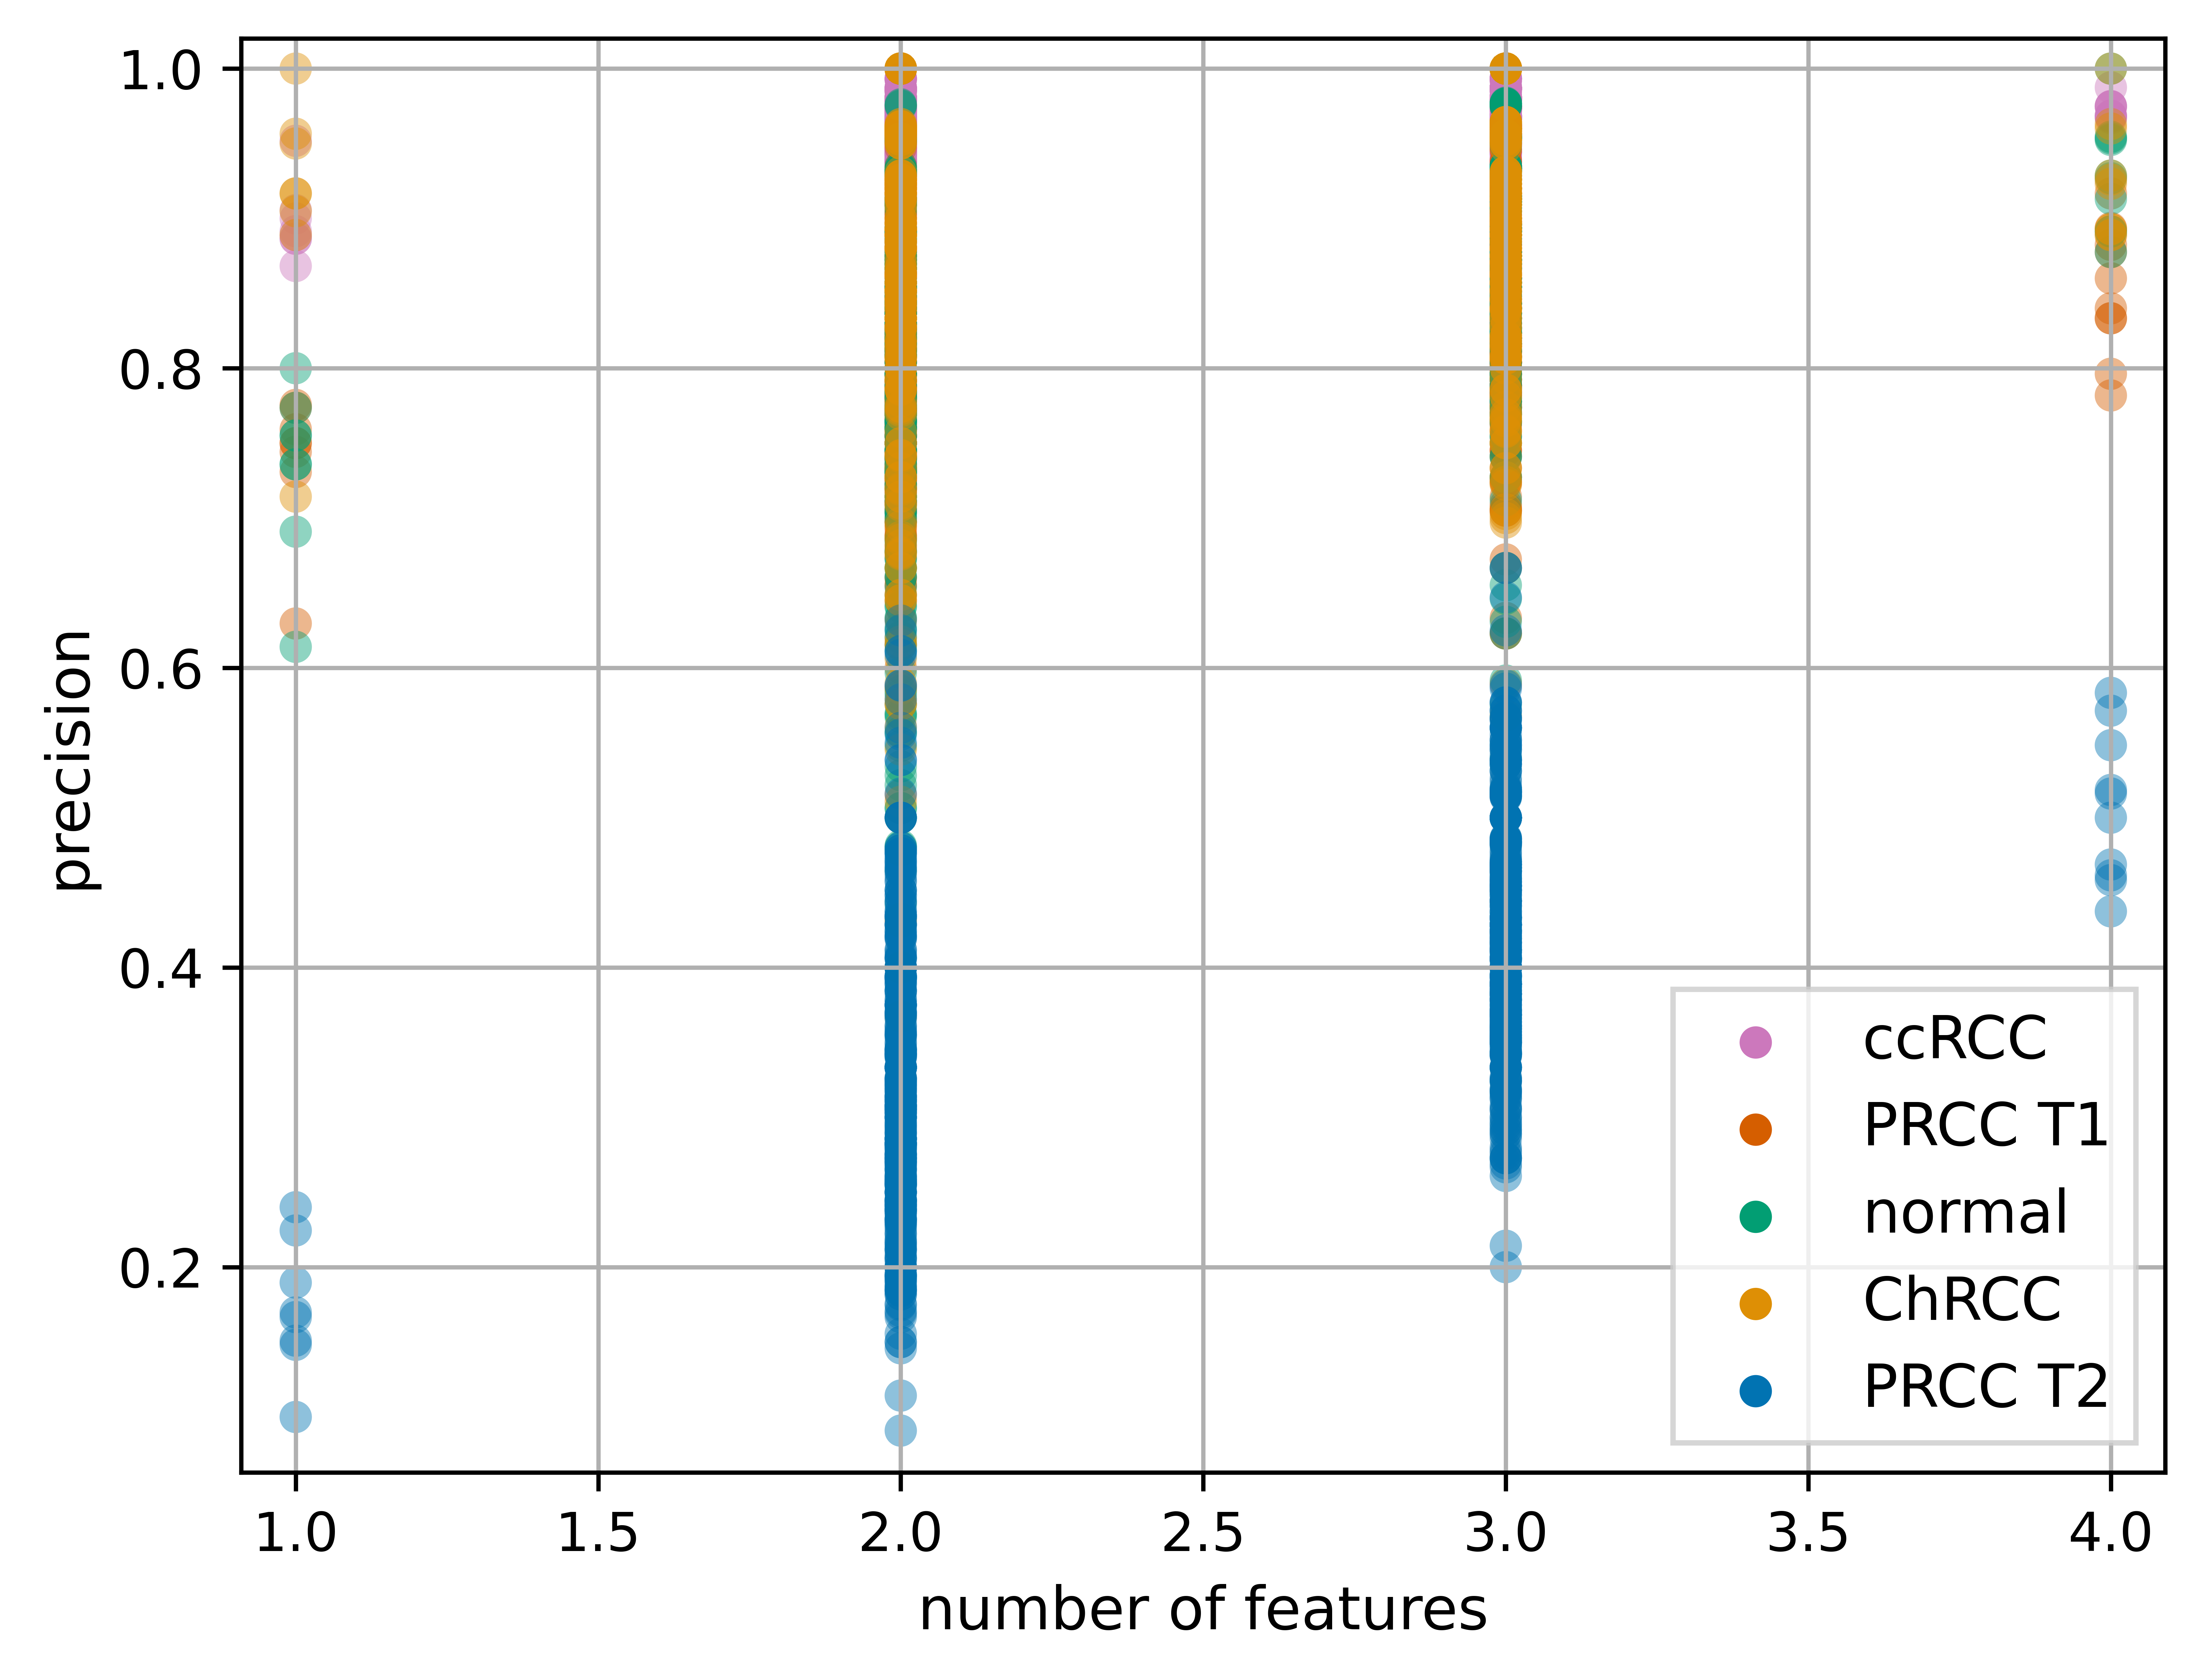 1.0
0.8
0.6
0.4
0.2
precision
ccRCC
PRCC T1
normal
ChRCC
PRCC T2
1.0 1.5 2.0 2.5 3.0 3.5 4.0
number of features